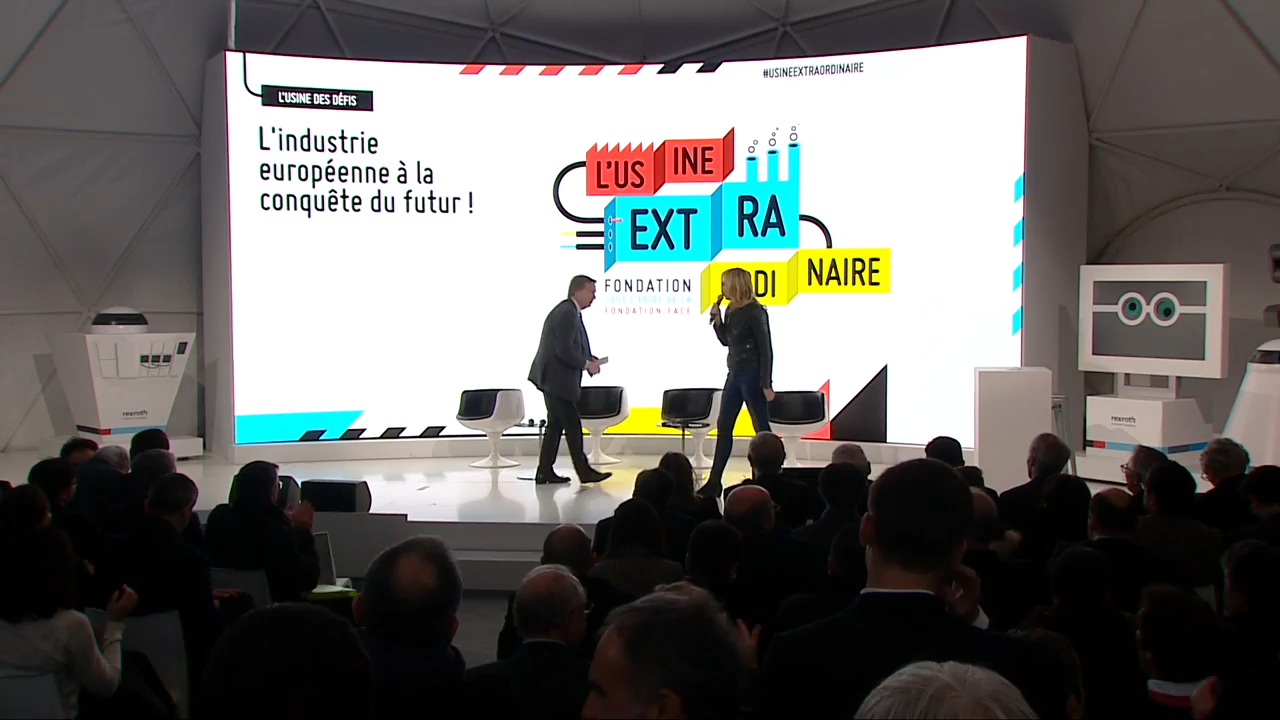 #USINEEXTRAORDINAIRE
L'USINE DES DÉFIS
L'industrie
européenne à la
conquête du futur !
L'US INE
EXT RA
DI NAIRE
FONDATION
SOUS L'ÉGIDE DE LA
FONDATION FACE
rexroth
rexroth